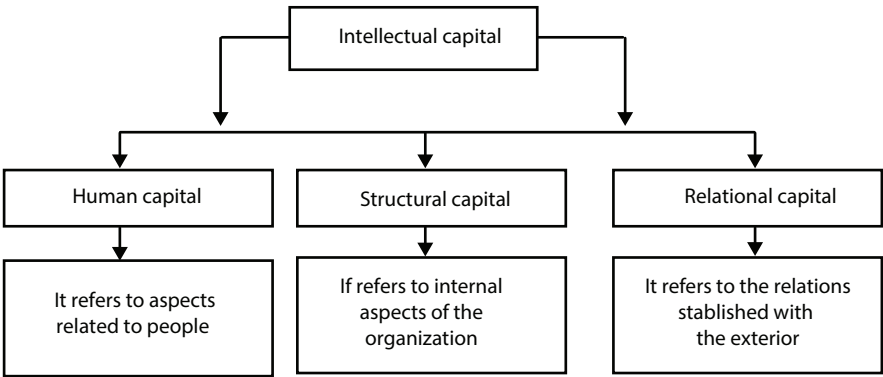 Intellectual capital
Human capital
Structural capital
Relational capital
It refers to aspects
related to people
If refers to internal
aspects of the
organization
It refers to the relations
stablished with
the exterior